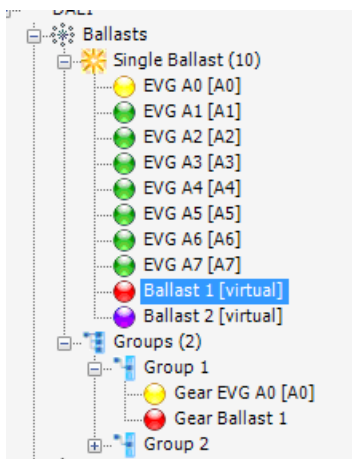 DALI
Ballasts
Single Ballast (10)
EVG A0 [A0]
EVG A1 [A1]
EVG A2 [A2]
EVG A3 [A3]
EVG A4 [A4]
EVG A5 [A5]
EVG A6 [A6]
EVG A7 [A7]
Ballast 1 [virtual]
Ballast 2 [virtual]
Groups (2)
Group 1
Gear EVG A0 [A0]
Gear Ballast 1
Group 2